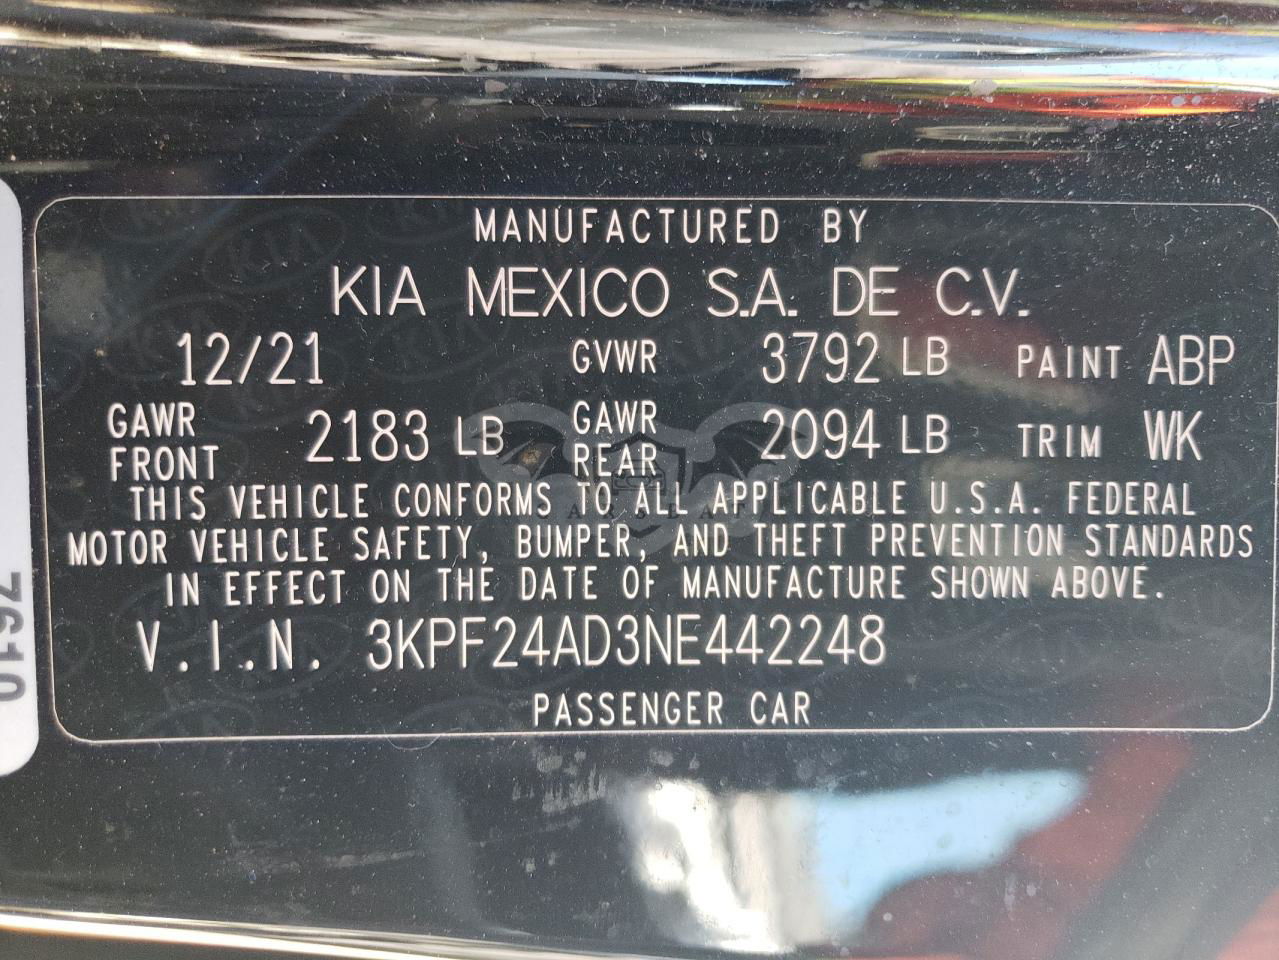 MANUFACTURED BY
KIA MEXICO S.A. DE C.V.
12/21 GVWR 3792 LB PAINT ABP
GAWR FRONT 2183 LB GAWR REAR 2094 LB TRIM WK
THIS VEHICLE CONFORMS TO ALL APPLICABLE U.S.A. FEDERAL
MOTOR VEHICLE SAFETY, BUMPER, AND THEFT PREVENTION STANDARDS
IN EFFECT ON THE DATE OF MANUFACTURE SHOWN ABOVE.
V.I.N. 3KPF24AD3NE442248
PASSENGER CAR